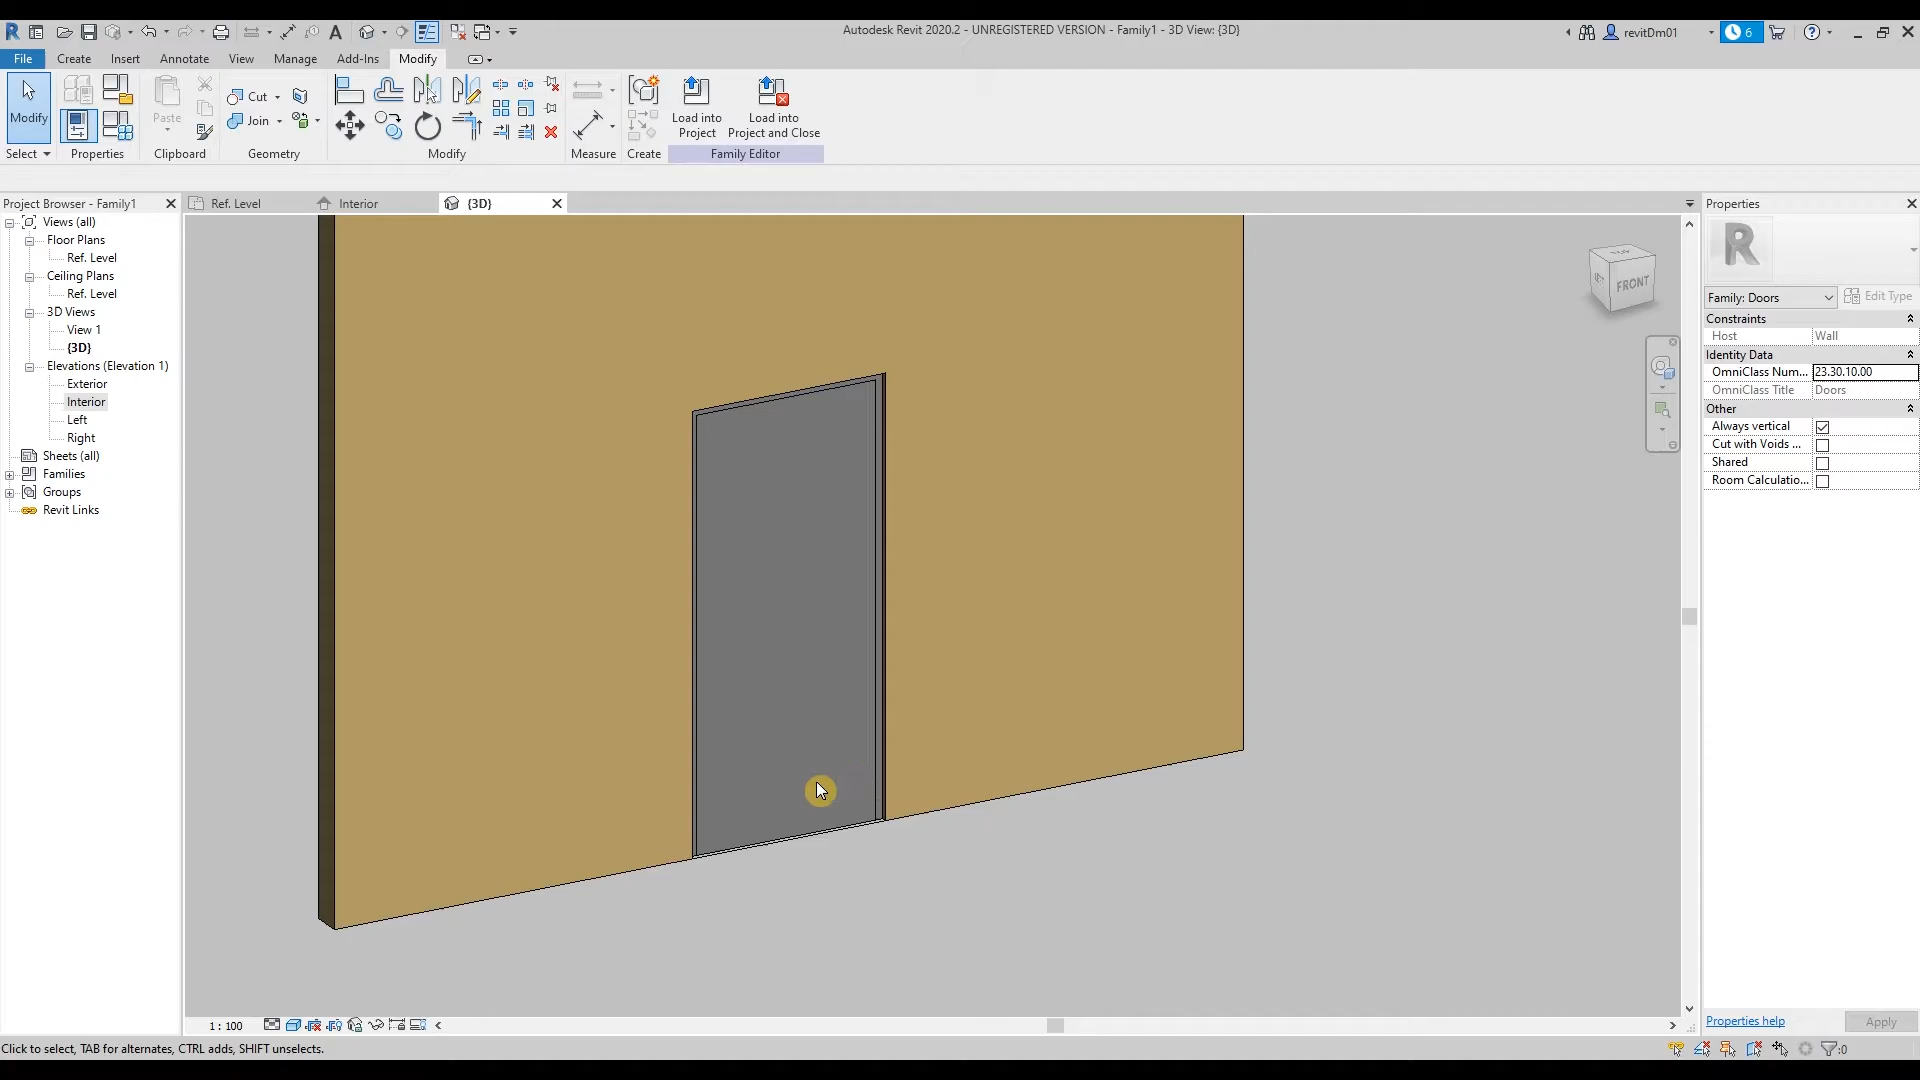 Autodesk Revit 2020.2 - UNREGISTERED VERSION - Family1 - 3D View: {3D}
revitDm01
6
File Create Insert Annotate View Manage Add-Ins Modify
Modify
Paste
Cut
Join
Load into Project
Load into Project and Close
Select Properties Clipboard Geometry Modify Measure Create Family Editor
Project Browser - Family1
Views (all)
Floor Plans
Ref. Level
Ceiling Plans
Ref. Level
3D Views
View 1
{3D}
Elevations (Elevation 1)
Exterior
Interior
Left
Right
Sheets (all)
Families
Groups
Revit Links
Ref. Level
Interior
{3D}
FRONT
Properties
Family: Doors
Edit Type
Constraints
Host Wall
Identity Data
OmniClass Num... 23.30.10.00
OmniClass Title Doors
Other
Always vertical
Cut with Voids ...
Shared
Room Calculatio...
Properties help
Apply
1 : 100
Click to select, TAB for alternates, CTRL adds, SHIFT unselects.
:0